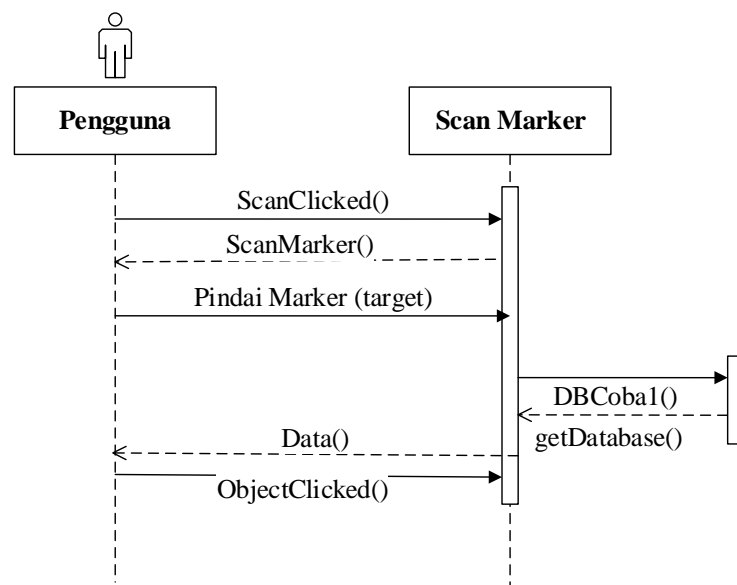 Pengguna
Scan Marker
ScanClicked()
ScanMarker()
Pindai Marker (target)
DBCoba1()
getDatabase()
Data()
ObjectClicked()